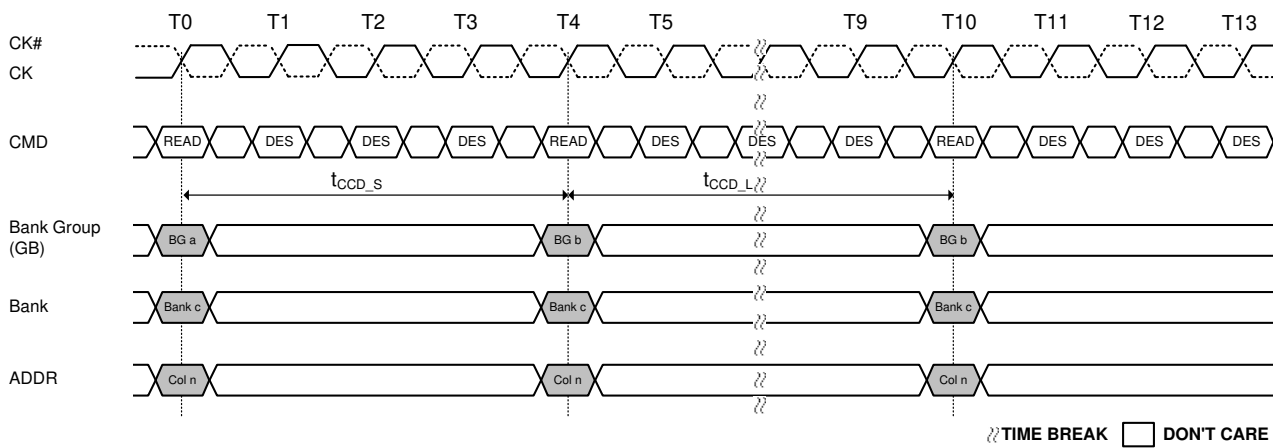 T0 T1 T2 T3 T4 T5 T9 T10 T11 T12 T13
CK#
CK
CMD READ DES DES DES READ DES DES DES READ DES DES DES
tCCD_S tCCD_L
Bank Group
(GB)
BG a BG b BG b
Bank Bank c Bank c Bank c
ADDR Col n Col n Col n
TIME BREAK DON'T CARE